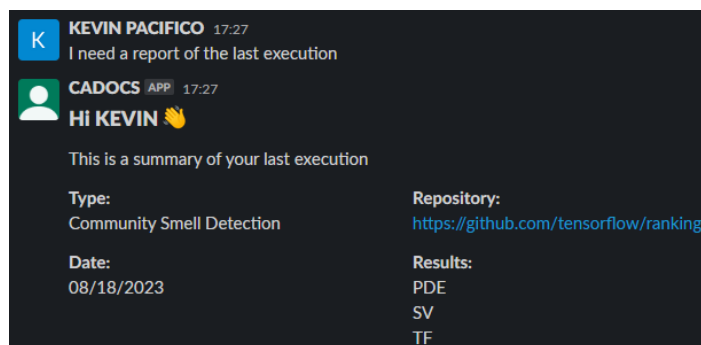 K
KEVIN PACIFICO 17:27
I need a report of the last execution
CADOCS APP 17:27
Hi KEVIN 👋
This is a summary of your last execution
Type:
Community Smell Detection
Repository:
https://github.com/tensorflow/ranking
Date:
08/18/2023
Results:
PDE
SV
TF